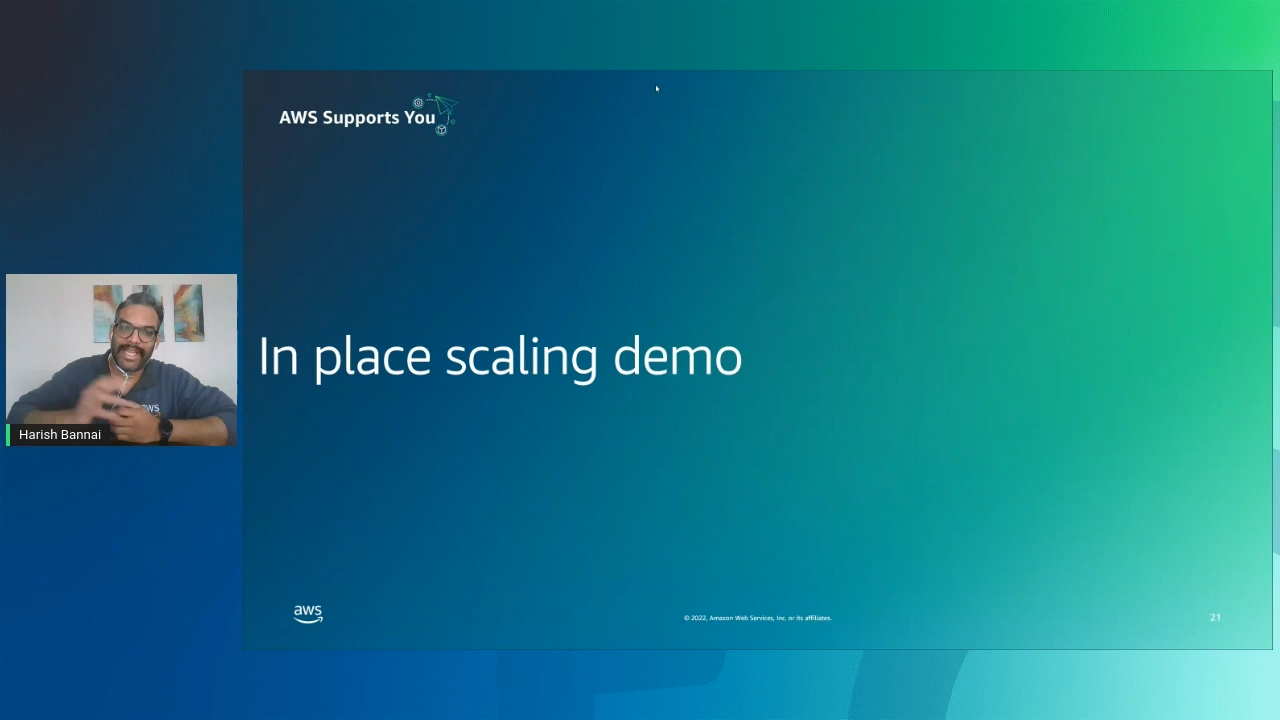 AWS Supports You
In place scaling demo
aws
Harish Bannai
aws
© 2022, Amazon Web Services, Inc. or its affiliates.
21